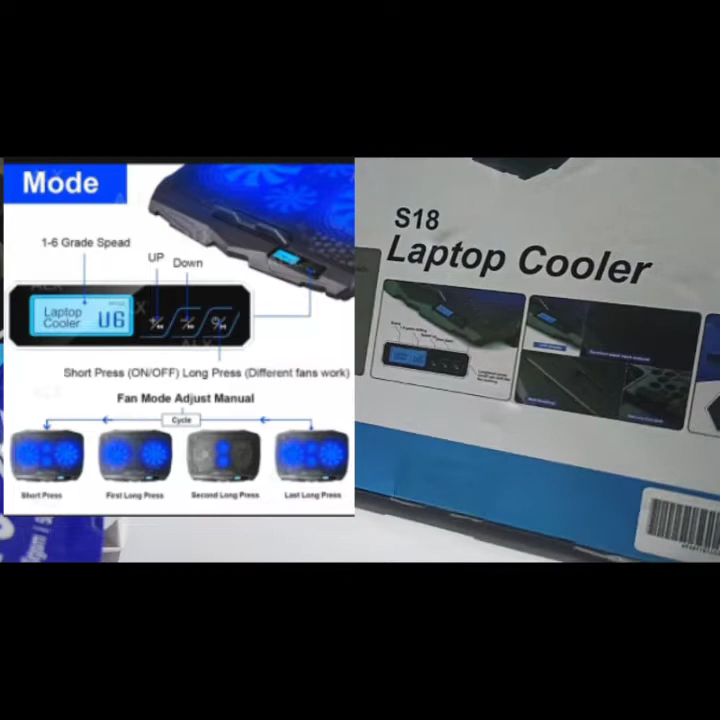 Mode
1-6 Grade Spead
UP
Down
Laptop
Cooler
U6
Short Press (ON/OFF) Long Press (Different fans work)
Fan Mode Adjust Manual
Cycle
Short Press
First Long Press
Second Long Press
Last Long Press
S18
Laptop Cooler